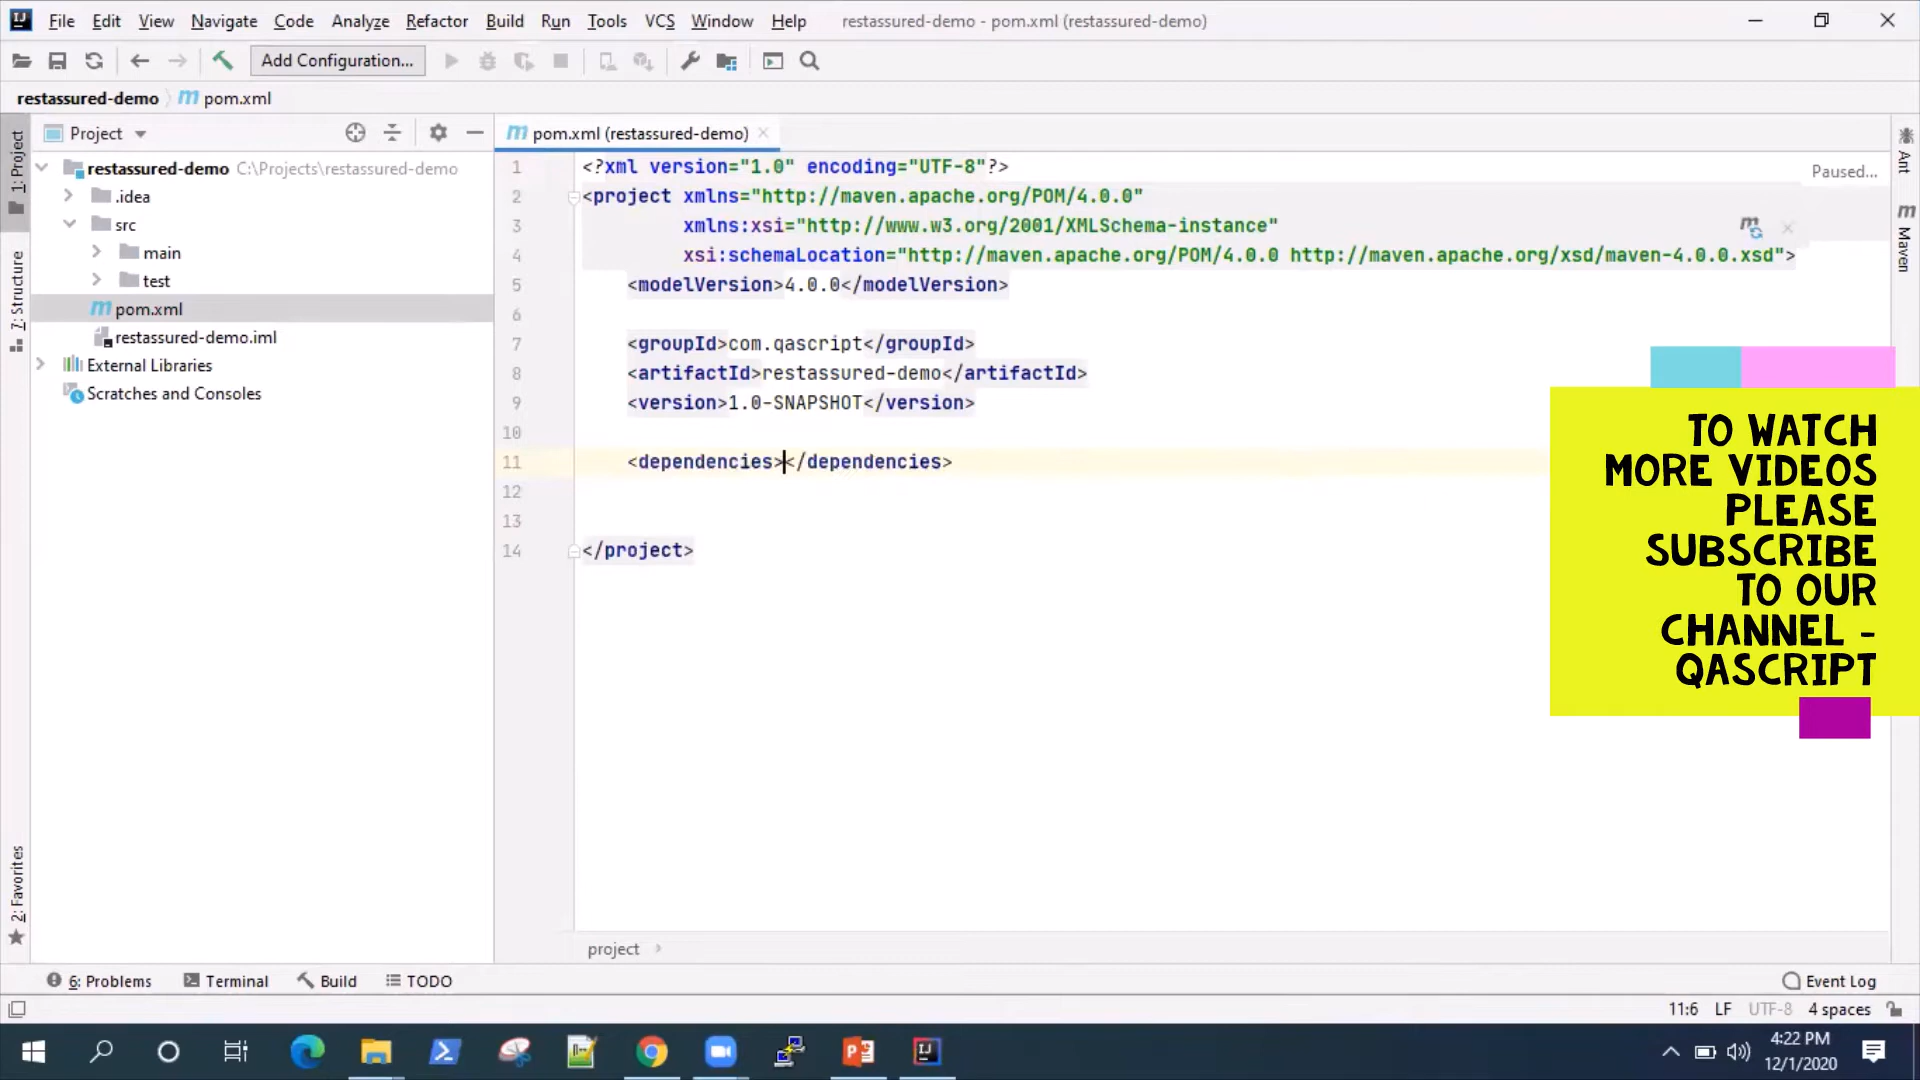 File Edit View Navigate Code Analyze Refactor Build Run Tools VCS Window Help restassured-demo - pom.xml (restassured-demo)
Add Configuration...
restassured-demo pom.xml
Project
pom.xml (restassured-demo)
1: Project
7: Structure
2: Favorites
restassured-demo C:\Projects\restassured-demo
.idea
src
main
test
pom.xml
restassured-demo.iml
External Libraries
Scratches and Consoles
1 <?xml version="1.0" encoding="UTF-8"?>
2 <project xmlns="http://maven.apache.org/POM/4.0.0"
3 xmlns:xsi="http://www.w3.org/2001/XMLSchema-instance"
4 xsi:schemaLocation="http://maven.apache.org/POM/4.0.0 http://maven.apache.org/xsd/maven-4.0.0.xsd">
5 <modelVersion>4.0.0</modelVersion>
6
7 <groupId>com.qascript</groupId>
8 <artifactId>restassured-demo</artifactId>
9 <version>1.0-SNAPSHOT</version>
10
11 <dependencies></dependencies>
12
13
14 </project>
Paused...
Ant
Maven
TO WATCH
MORE VIDEOS
PLEASE
SUBSCRIBE
TO OUR
CHANNEL -
QASCRIPT
project
6: Problems Terminal Build TODO Event Log
11:6 LF UTF-8 4 spaces
4:22 PM
12/1/2020